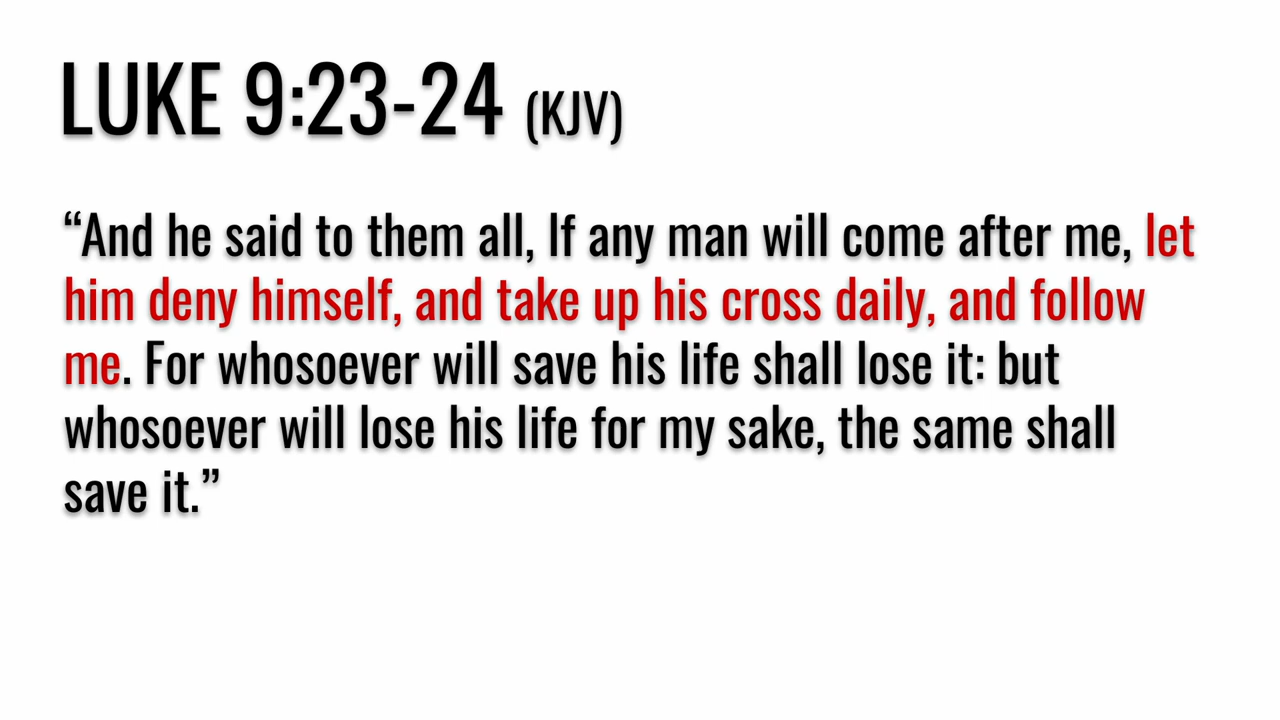 LUKE 9:23-24 (KJV)
“And he said to them all, If any man will come after me, let
him deny himself, and take up his cross daily, and follow
me. For whosoever will save his life shall lose it: but
whosoever will lose his life for my sake, the same shall
save it.”